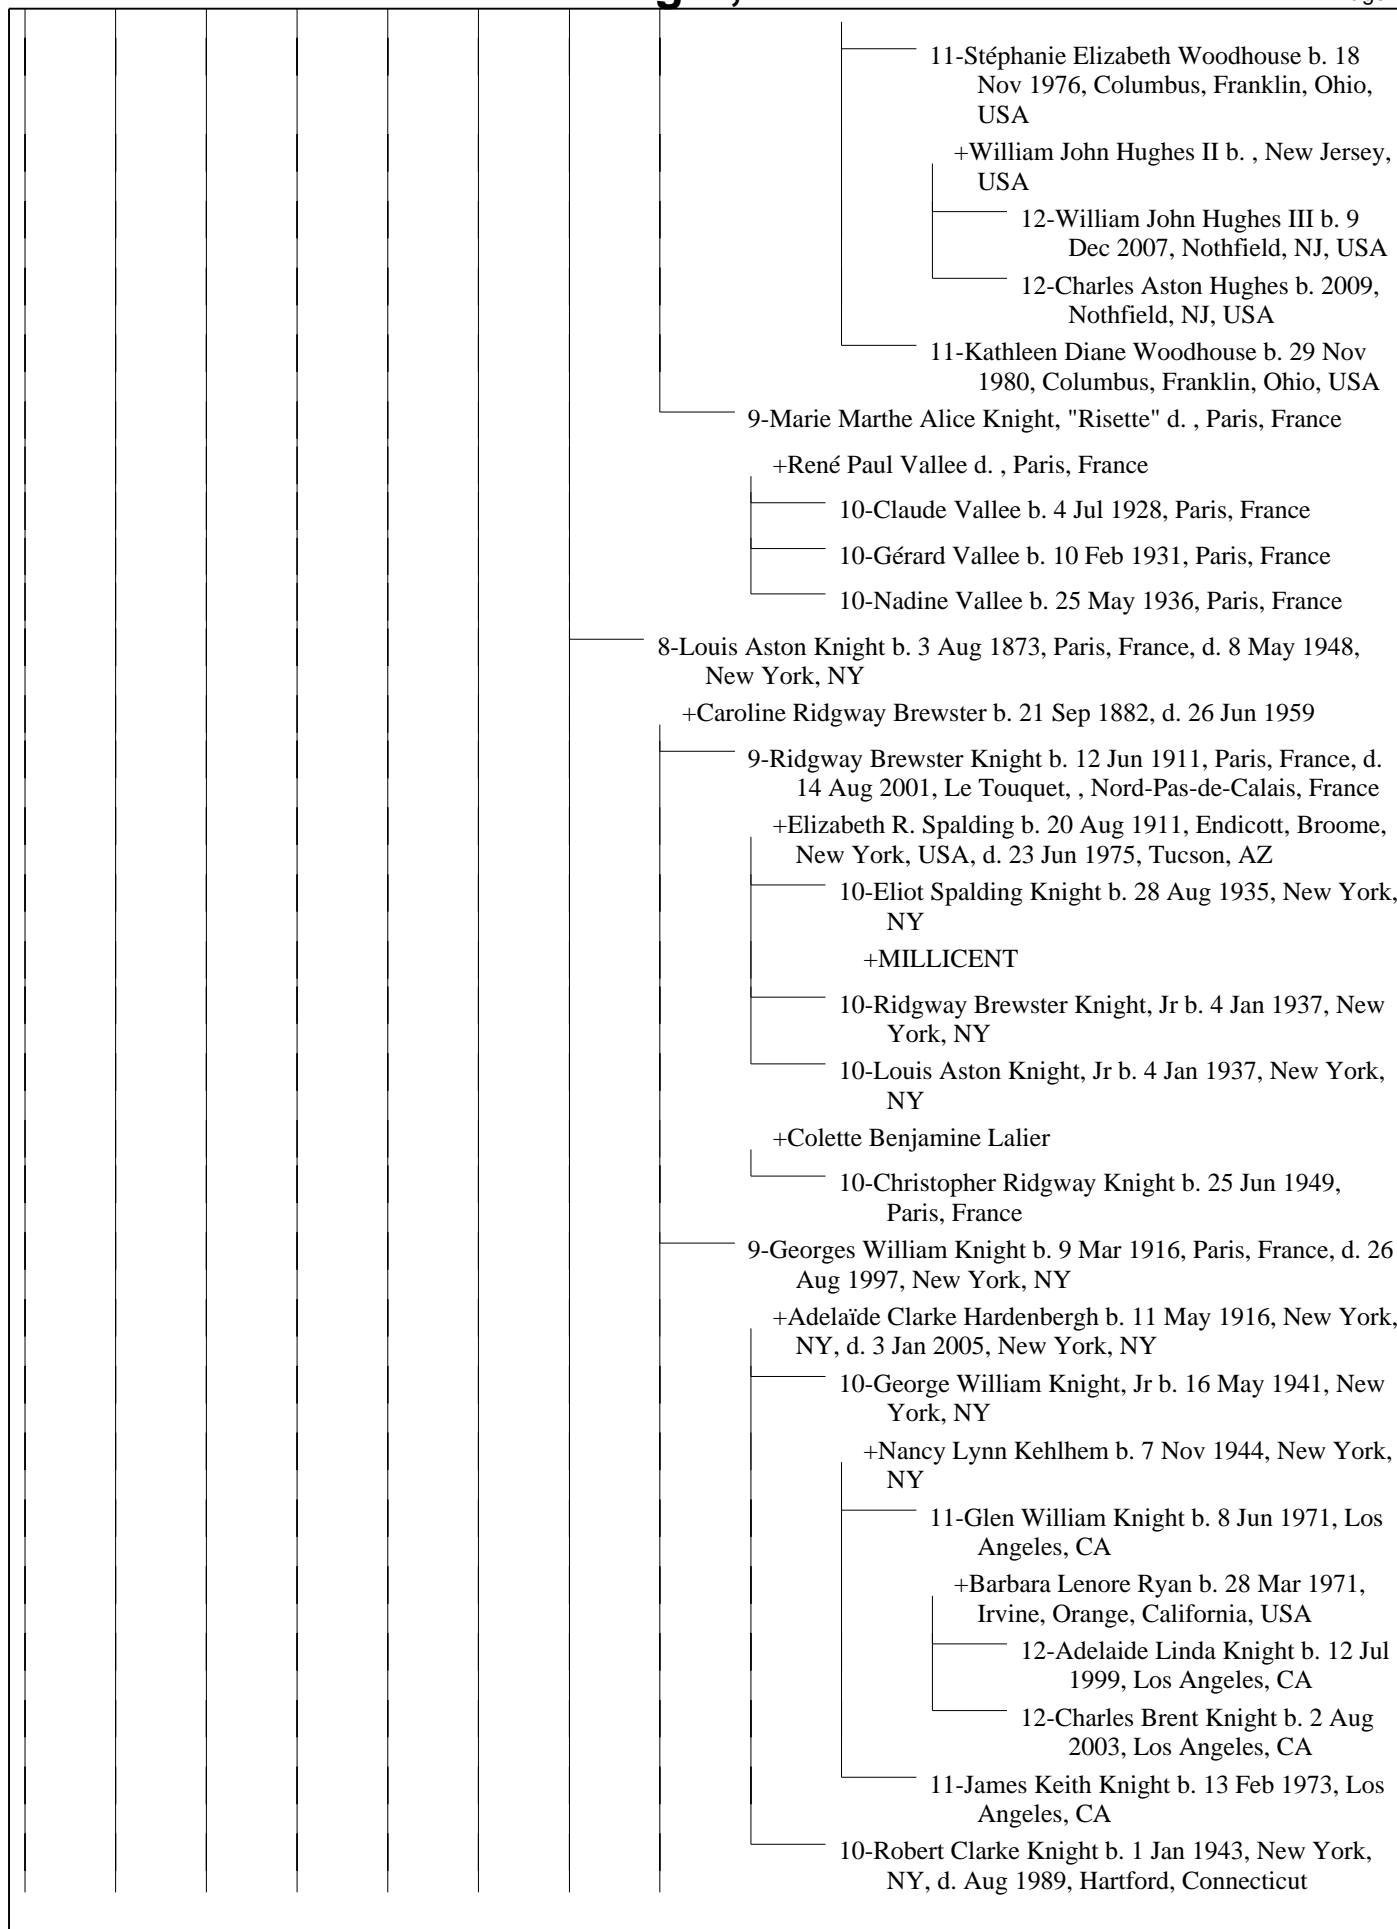 11-Stéphanie Elizabeth Woodhouse b. 18
Nov 1976, Columbus, Franklin, Ohio,
USA
+William John Hughes II b. , New Jersey,
USA
12-William John Hughes III b. 9
Dec 2007, Nothfield, NJ, USA
12-Charles Aston Hughes b. 2009,
Nothfield, NJ, USA
11-Kathleen Diane Woodhouse b. 29 Nov
1980, Columbus, Franklin, Ohio, USA
9-Marie Marthe Alice Knight, "Risette" d. , Paris, France
+René Paul Vallee d. , Paris, France
10-Claude Vallee b. 4 Jul 1928, Paris, France
10-Gérard Vallee b. 10 Feb 1931, Paris, France
10-Nadine Vallee b. 25 May 1936, Paris, France
8-Louis Aston Knight b. 3 Aug 1873, Paris, France, d. 8 May 1948,
New York, NY
+Caroline Ridgway Brewster b. 21 Sep 1882, d. 26 Jun 1959
9-Ridgway Brewster Knight b. 12 Jun 1911, Paris, France, d.
14 Aug 2001, Le Touquet, , Nord-Pas-de-Calais, France
+Elizabeth R. Spalding b. 20 Aug 1911, Endicott, Broome,
New York, USA, d. 23 Jun 1975, Tucson, AZ
10-Eliot Spalding Knight b. 28 Aug 1935, New York,
NY
+MILLICENT
10-Ridgway Brewster Knight, Jr b. 4 Jan 1937, New
York, NY
10-Louis Aston Knight, Jr b. 4 Jan 1937, New York,
NY
+Colette Benjamine Lalier
10-Christopher Ridgway Knight b. 25 Jun 1949,
Paris, France
9-Georges William Knight b. 9 Mar 1916, Paris, France, d. 26
Aug 1997, New York, NY
+Adelaïde Clarke Hardenbergh b. 11 May 1916, New York,
NY, d. 3 Jan 2005, New York, NY
10-George William Knight, Jr b. 16 May 1941, New
York, NY
+Nancy Lynn Kehlhem b. 7 Nov 1944, New York,
NY
11-Glen William Knight b. 8 Jun 1971, Los
Angeles, CA
+Barbara Lenore Ryan b. 28 Mar 1971,
Irvine, Orange, California, USA
12-Adelaide Linda Knight b. 12 Jul
1999, Los Angeles, CA
12-Charles Brent Knight b. 2 Aug
2003, Los Angeles, CA
11-James Keith Knight b. 13 Feb 1973, Los
Angeles, CA
10-Robert Clarke Knight b. 1 Jan 1943, New York,
NY, d. Aug 1989, Hartford, Connecticut